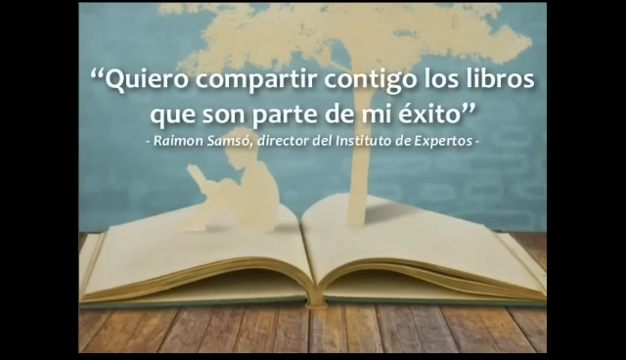 “Quiero compartir contigo los libros
que son parte de mi éxito”
- Raimon Samsó, director del Instituto de Expertos -